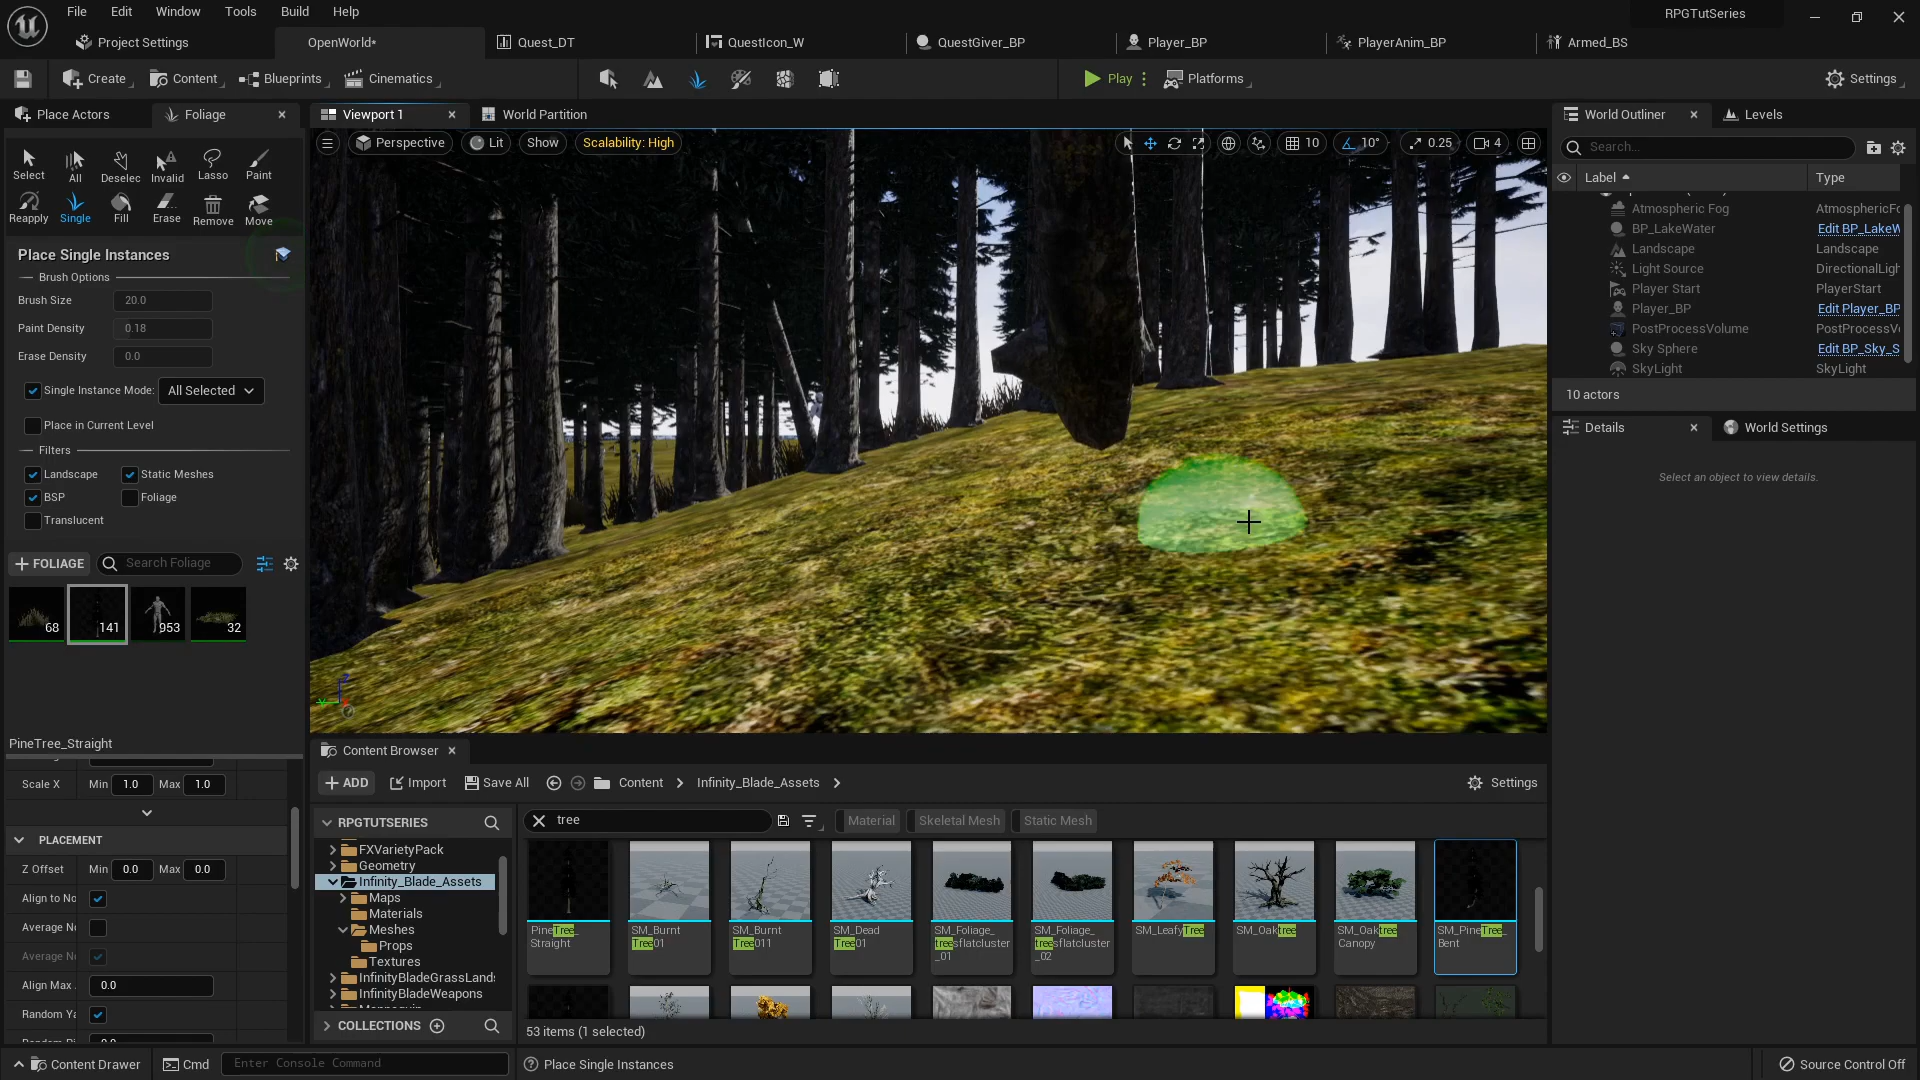 File Edit Window Tools Build Help
RPGTutSeries
Project Settings
OpenWorld*
Quest_DT
QuestIcon_W
QuestGiver_BP
Player_BP
PlayerAnim_BP
Armed_BS
Create
Content
Blueprints
Cinematics
Play
Platforms
Settings
Place Actors
Foliage
Viewport 1
World Partition
World Outliner
Levels
Select
All
Deselec
Invalid
Lasso
Paint
Reapply
Single
Fill
Erase
Remove
Move
Perspective
Lit
Show
Scalability: High
10
10°
0.25
4
Search...
Label
Type
Atmospheric Fog AtmosphericFo
BP_LakeWater Edit BP_LakeW
Landscape Landscape
Light Source DirectionalLigh
Player Start PlayerStart
Player_BP Edit Player_BP
PostProcessVolume PostProcessV
Sky Sphere Edit BP_Sky_S
SkyLight SkyLight
10 actors
Details
World Settings
Select an object to view details.
Place Single Instances
Brush Options
Brush Size 20.0
Paint Density 0.18
Erase Density 0.0
Single Instance Mode: All Selected
Place in Current Level
Filters
Landscape Static Meshes
BSP Foliage
Translucent
FOLIAGE
Search Foliage
68
141
953
32
PineTree_Straight
Scale X Min 1.0 Max 1.0
PLACEMENT
Z Offset Min 0.0 Max 0.0
Align to No
Average No
Average No
Align Max 0.0
Random Ya
Content Browser
ADD
Import
Save All
Content
Infinity_Blade_Assets
Settings
RPGTUTSERIES
FXVarietyPack
Geometry
Infinity_Blade_Assets
Maps
Materials
Meshes
Props
Textures
InfinityBladeGrassLands
InfinityBladeWeapons
COLLECTIONS
tree
Material
Skeletal Mesh
Static Mesh
PineTree_
Straight
SM_Burnt
Tree01
SM_Burnt
Tree011
SM_Dead
Tree01
SM_Foliage_
treesflatcluster
_01
SM_Foliage_
treesflatcluster
_02
SM_LeafyTree
SM_Oaktree
SM_Oaktree
Canopy
SM_PineTree_
Bent
53 items (1 selected)
Content Drawer
Cmd
Enter Console Command
Place Single Instances
Source Control Off